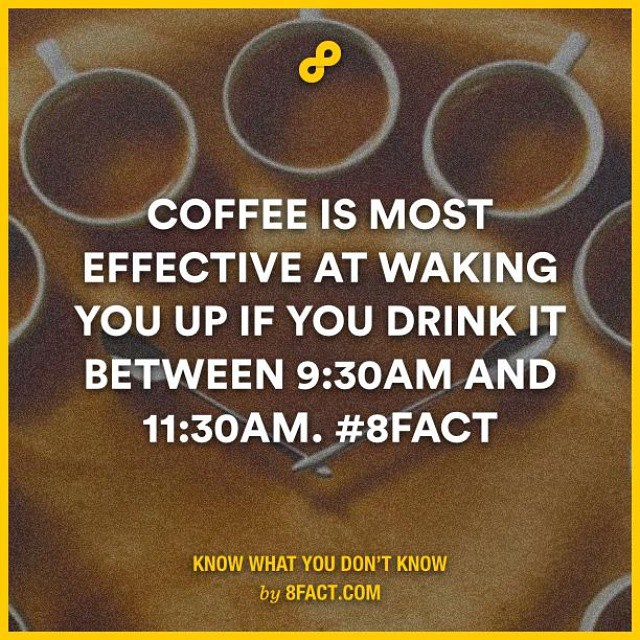 COFFEE IS MOST
EFFECTIVE AT WAKING
YOU UP IF YOU DRINK IT
BETWEEN 9:30AM AND
11:30AM. #8FACT
KNOW WHAT YOU DON'T KNOW
by 8FACT.COM